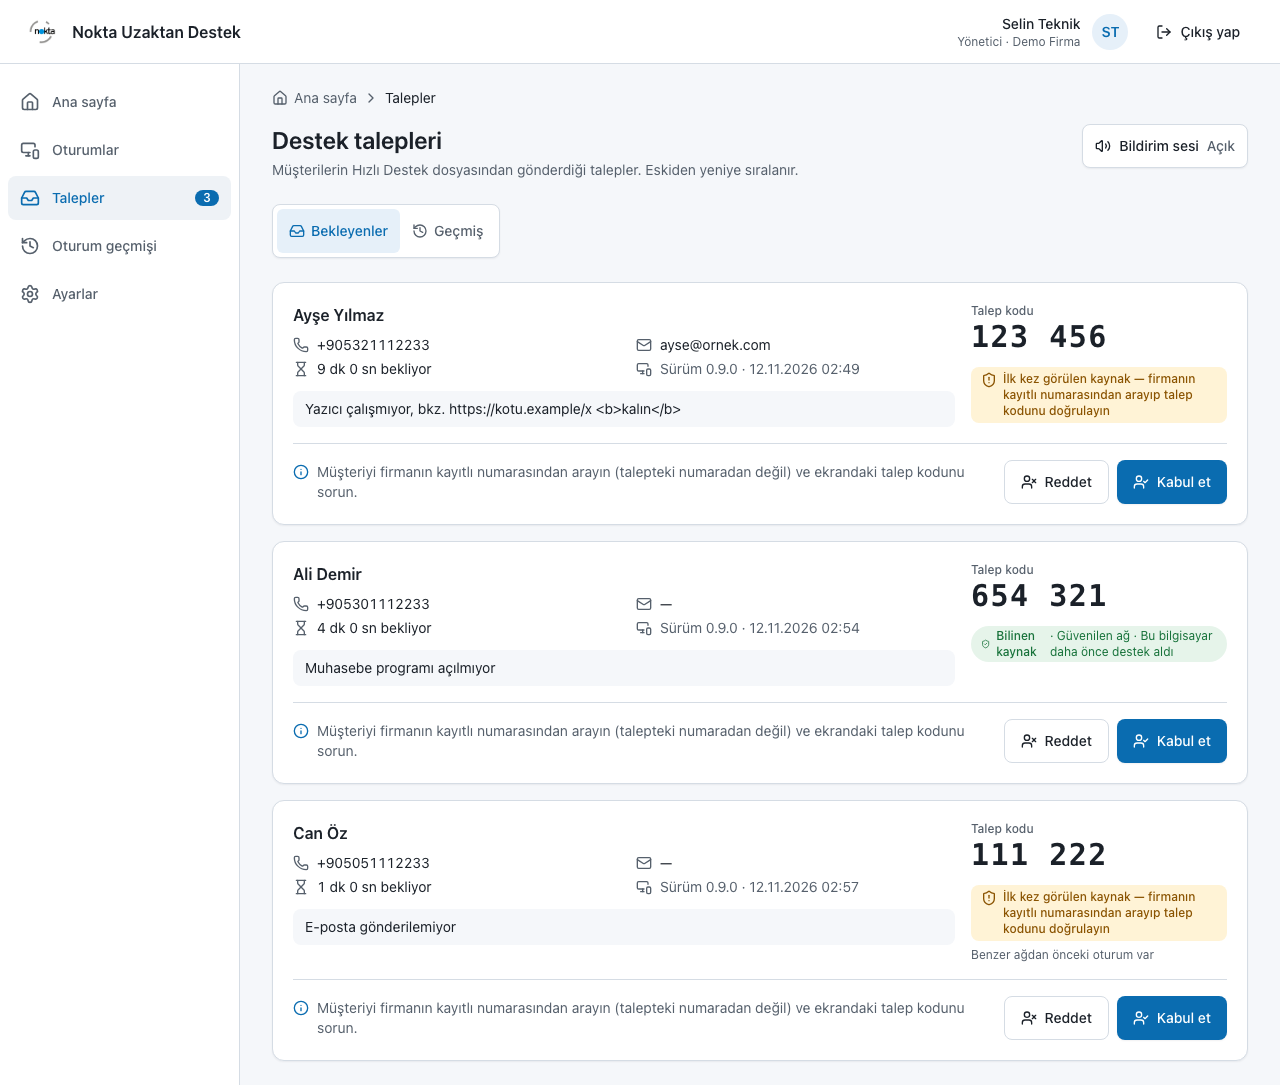 nokta
Nokta Uzaktan Destek
Selin Teknik
Yönetici · Demo Firma
ST
Çıkış yap
Ana sayfa
Oturumlar
Talepler
3
Oturum geçmişi
Ayarlar
Ana sayfa
Talepler
Destek talepleri
Müşterilerin Hızlı Destek dosyasından gönderdiği talepler. Eskiden yeniye sıralanır.
Bildirim sesi Açık
Bekleyenler
Geçmiş
Ayşe Yılmaz
+905321112233
ayse@ornek.com
9 dk 0 sn bekliyor
Sürüm 0.9.0 · 12.11.2026 02:49
Yazıcı çalışmıyor, bkz. https://kotu.example/x <b>kalın</b>
Talep kodu
123 456
İlk kez görülen kaynak — firmanın
kayıtlı numarasından arayıp talep
kodunu doğrulayın
Müşteriyi firmanın kayıtlı numarasından arayın (talepteki numaradan değil) ve ekrandaki talep kodunu
sorun.
Reddet
Kabul et
Ali Demir
+905301112233
—
4 dk 0 sn bekliyor
Sürüm 0.9.0 · 12.11.2026 02:54
Muhasebe programı açılmıyor
Talep kodu
654 321
Bilinen
kaynak
· Güvenilen ağ · Bu bilgisayar
daha önce destek aldı
Müşteriyi firmanın kayıtlı numarasından arayın (talepteki numaradan değil) ve ekrandaki talep kodunu
sorun.
Reddet
Kabul et
Can Öz
+905051112233
—
1 dk 0 sn bekliyor
Sürüm 0.9.0 · 12.11.2026 02:57
E-posta gönderilemiyor
Talep kodu
111 222
İlk kez görülen kaynak — firmanın
kayıtlı numarasından arayıp talep
kodunu doğrulayın
Benzer ağdan önceki oturum var
Müşteriyi firmanın kayıtlı numarasından arayın (talepteki numaradan değil) ve ekrandaki talep kodunu
sorun.
Reddet
Kabul et